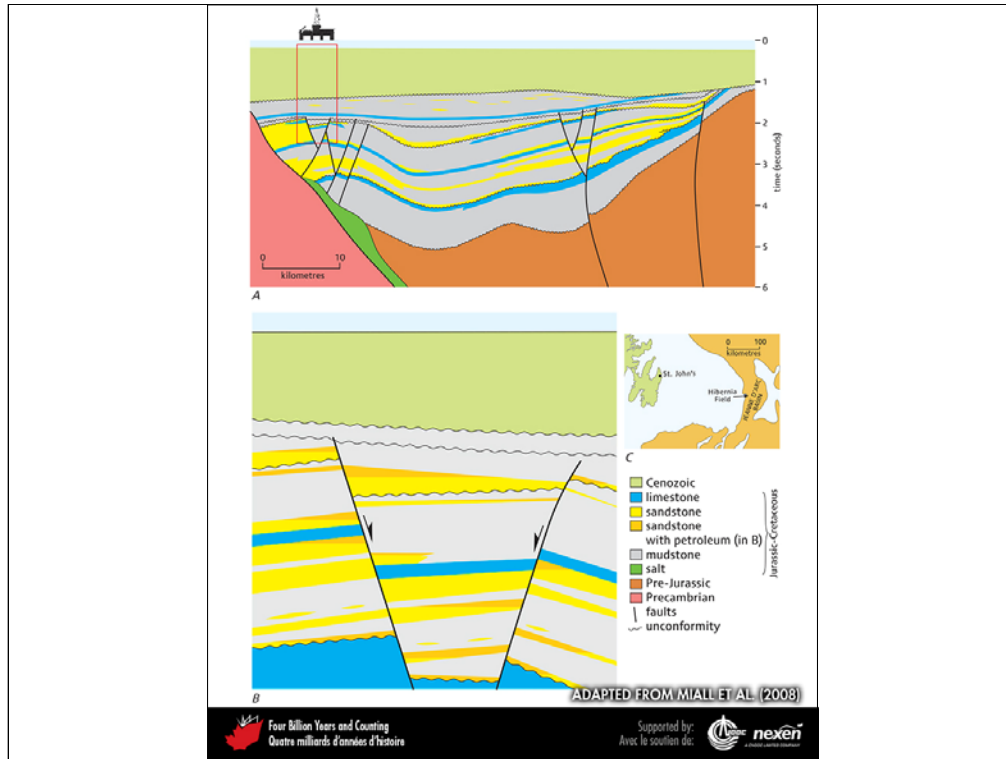 0
1
2
3
4
5
6
time (seconds)
0 10
kilometres
A
B
0 100
kilometres
St. John's
Hibernia
Field
JEANNE D'ARC
BASIN
C
Cenozoic
limestone
sandstone
sandstone
with petroleum (in B)
mudstone
salt
Pre-Jurassic
Precambrian
faults
unconformity
Jurassic-Cretaceous
ADAPTED FROM MIALL ET AL. (2008)
Four Billion Years and Counting
Quatre milliards d'années d'histoire
Supported by:
Avec le soutien de:
nexen
A CNOOC LIMITED COMPANY